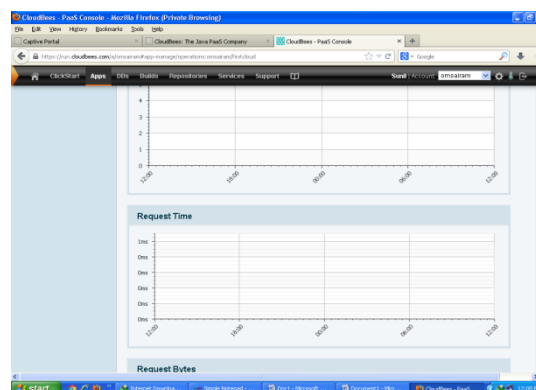 CloudBees - PaaS Console - Mozilla Firefox (Private Browsing)
File Edit View History Bookmarks Tools Help
Captive Portal
CloudBees: The Java PaaS Company
CloudBees - PaaS Console
Google
ClickStart Apps DBs Builds Repositories Services Support
Sunil | Account: omsairam
4
3
2
1
0
12:00 18:00 00:00 06:00 12:00
Request Time
1ms
0ms
0ms
0ms
0ms
0ms
12:00 18:00 00:00 06:00 12:00
Request Bytes
start